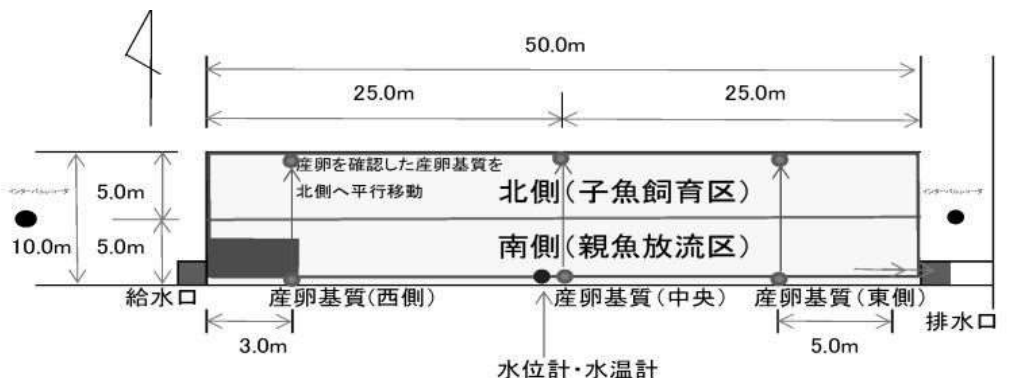 50.0m
25.0m
25.0m
産卵を確認した産卵基質を
北側へ平行移動
北側(子魚飼育区)
南側(親魚放流区)
5.0m
5.0m
10.0m
給水口
産卵基質(西側)
産卵基質(中央)
産卵基質(東側)
排水口
3.0m
5.0m
水位計・水温計